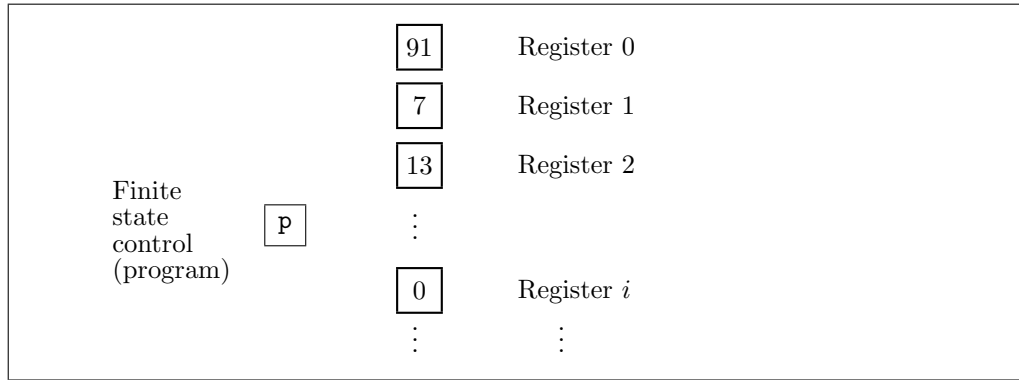 91 Register 0
7 Register 1
13 Register 2
Finite
state
control
(program)
p
⋮
0 Register i
⋮ ⋮